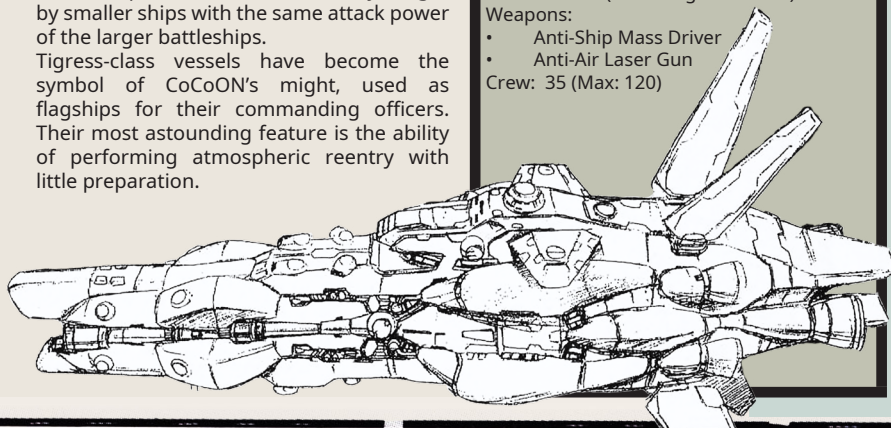 by smaller ships with the same attack power
of the larger battleships.
Tigress-class vessels have become the
symbol of CoCoON's might, used as
flagships for their commanding officers.
Their most astounding feature is the ability
of performing atmospheric reentry with
little preparation.
Weapons:
• Anti-Ship Mass Driver
• Anti-Air Laser Gun
Crew: 35 (Max: 120)